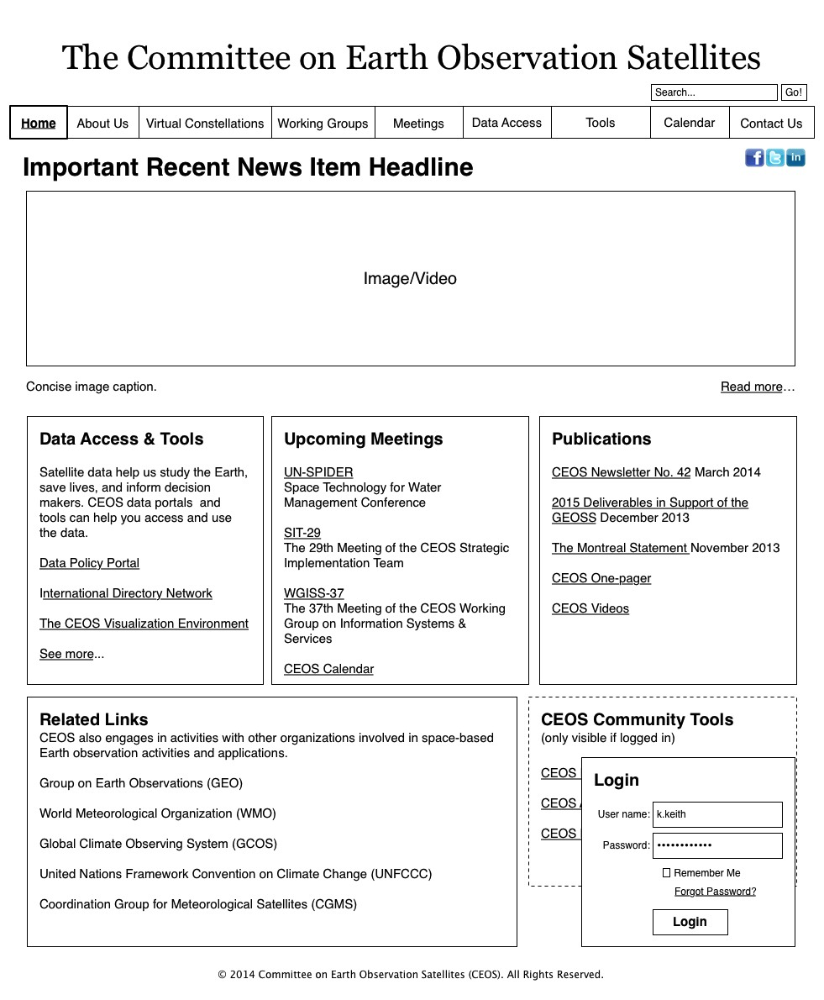 The Committee on Earth Observation Satellites
Search...
Go!
Home
About Us
Virtual Constellations
Working Groups
Meetings
Data Access
Tools
Calendar
Contact Us
Important Recent News Item Headline
f t in
Image/Video
Concise image caption.
Read more...
Data Access & Tools
Satellite data help us study the Earth,
save lives, and inform decision
makers. CEOS data portals  and
tools can help you access and use
the data.
Data Policy Portal
International Directory Network
The CEOS Visualization Environment
See more...
Upcoming Meetings
UN-SPIDER
Space Technology for Water
Management Conference
SIT-29
The 29th Meeting of the CEOS Strategic
Implementation Team
WGISS-37
The 37th Meeting of the CEOS Working
Group on Information Systems &
Services
CEOS Calendar
Publications
CEOS Newsletter No. 42 March 2014
2015 Deliverables in Support of the
GEOSS December 2013
The Montreal Statement November 2013
CEOS One-pager
CEOS Videos
Related Links
CEOS also engages in activities with other organizations involved in space-based
Earth observation activities and applications.
Group on Earth Observations (GEO)
World Meteorological Organization (WMO)
Global Climate Observing System (GCOS)
United Nations Framework Convention on Climate Change (UNFCCC)
Coordination Group for Meteorological Satellites (CGMS)
CEOS Community Tools
(only visible if logged in)
CEOS
CEOS
CEOS
Login
User name: k.keith
Password: ••••••••••••
Remember Me
Forgot Password?
Login
© 2014 Committee on Earth Observation Satellites (CEOS). All Rights Reserved.